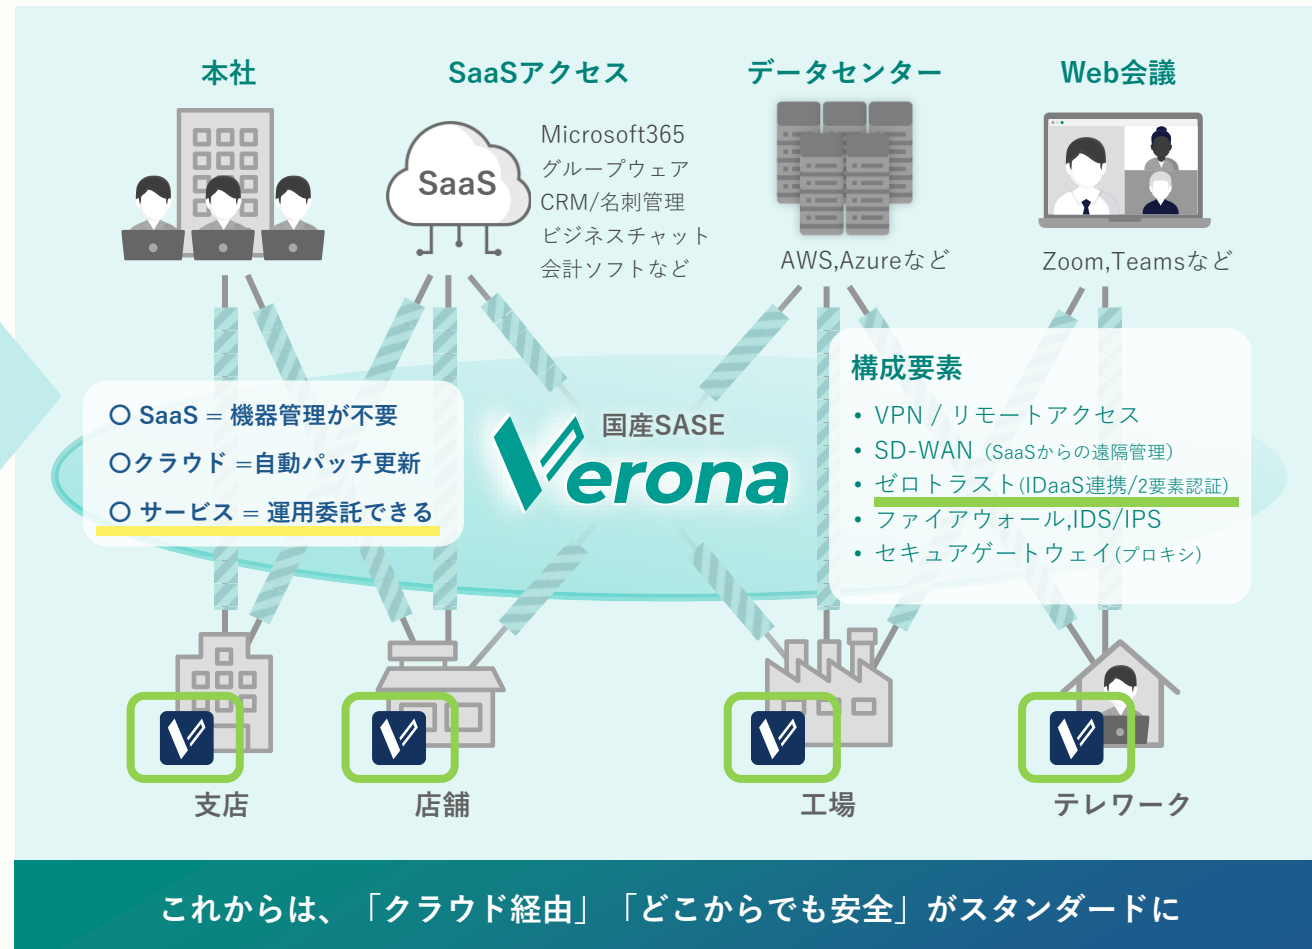 本社
SaaSアクセス
データセンター
Web会議
SaaS
Microsoft365
グループウェア
CRM/名刺管理
ビジネスチャット
会計ソフトなど
AWS,Azureなど
Zoom,Teamsなど
〇 SaaS = 機器管理が不要
〇クラウド =自動パッチ更新
〇 サービス = 運用委託できる
国産SASE
Verona
構成要素
• VPN / リモートアクセス
• SD-WAN（SaaSからの遠隔管理）
• ゼロトラスト(IDaaS連携/2要素認証)
• ファイアウォール,IDS/IPS
• セキュアゲートウェイ(プロキシ)
支店
店舗
工場
テレワーク
これからは、「クラウド経由」「どこからでも安全」がスタンダードに